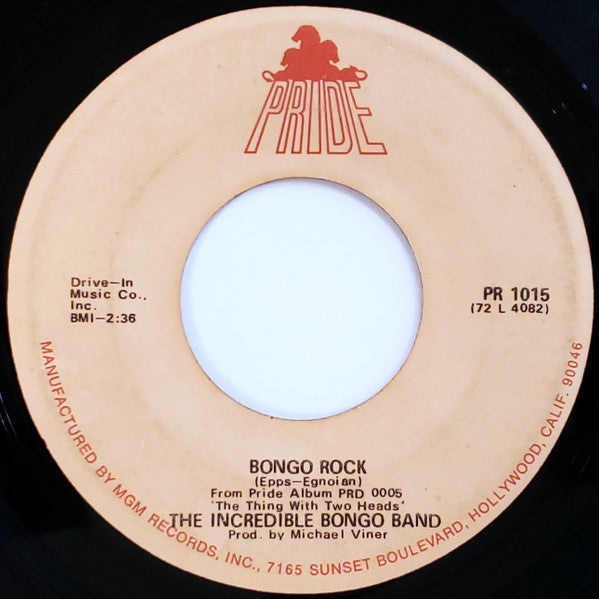 PRIDE
Drive-In
Music Co.,
Inc.
BMI-2:36
PR 1015
(72 L 4082)
BONGO ROCK
(Epps-Egnoian)
From Pride Album PRD 0005
'The Thing With Two Heads'
THE INCREDIBLE BONGO BAND
Prod. by Michael Viner
MANUFACTURED BY MGM RECORDS, INC., 7165 SUNSET BOULEVARD, HOLLYWOOD, CALIF. 90046